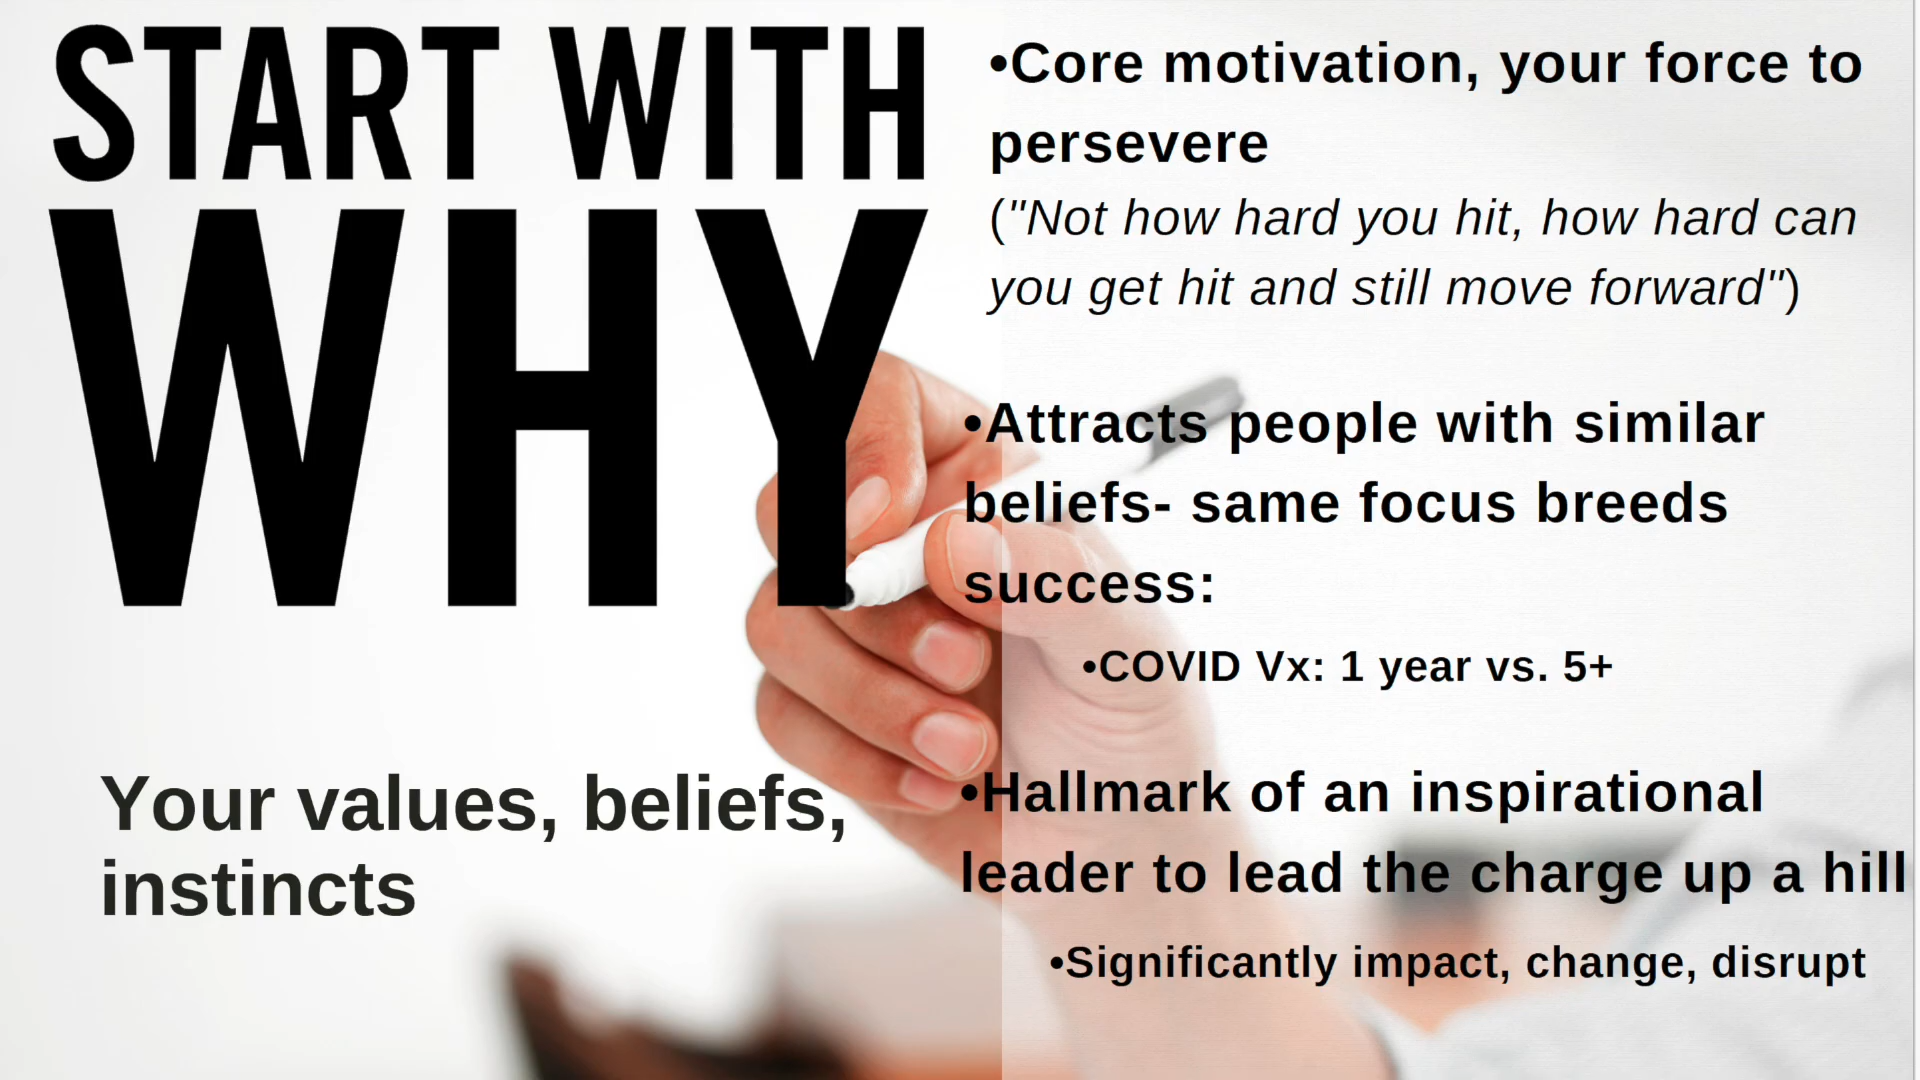 START WITH
WHY
Your values, beliefs,
instincts
•Core motivation, your force to
persevere
("Not how hard you hit, how hard can
you get hit and still move forward")
•Attracts people with similar
beliefs- same focus breeds
success:
•COVID Vx: 1 year vs. 5+
•Hallmark of an inspirational
leader to lead the charge up a hill
•Significantly impact, change, disrupt